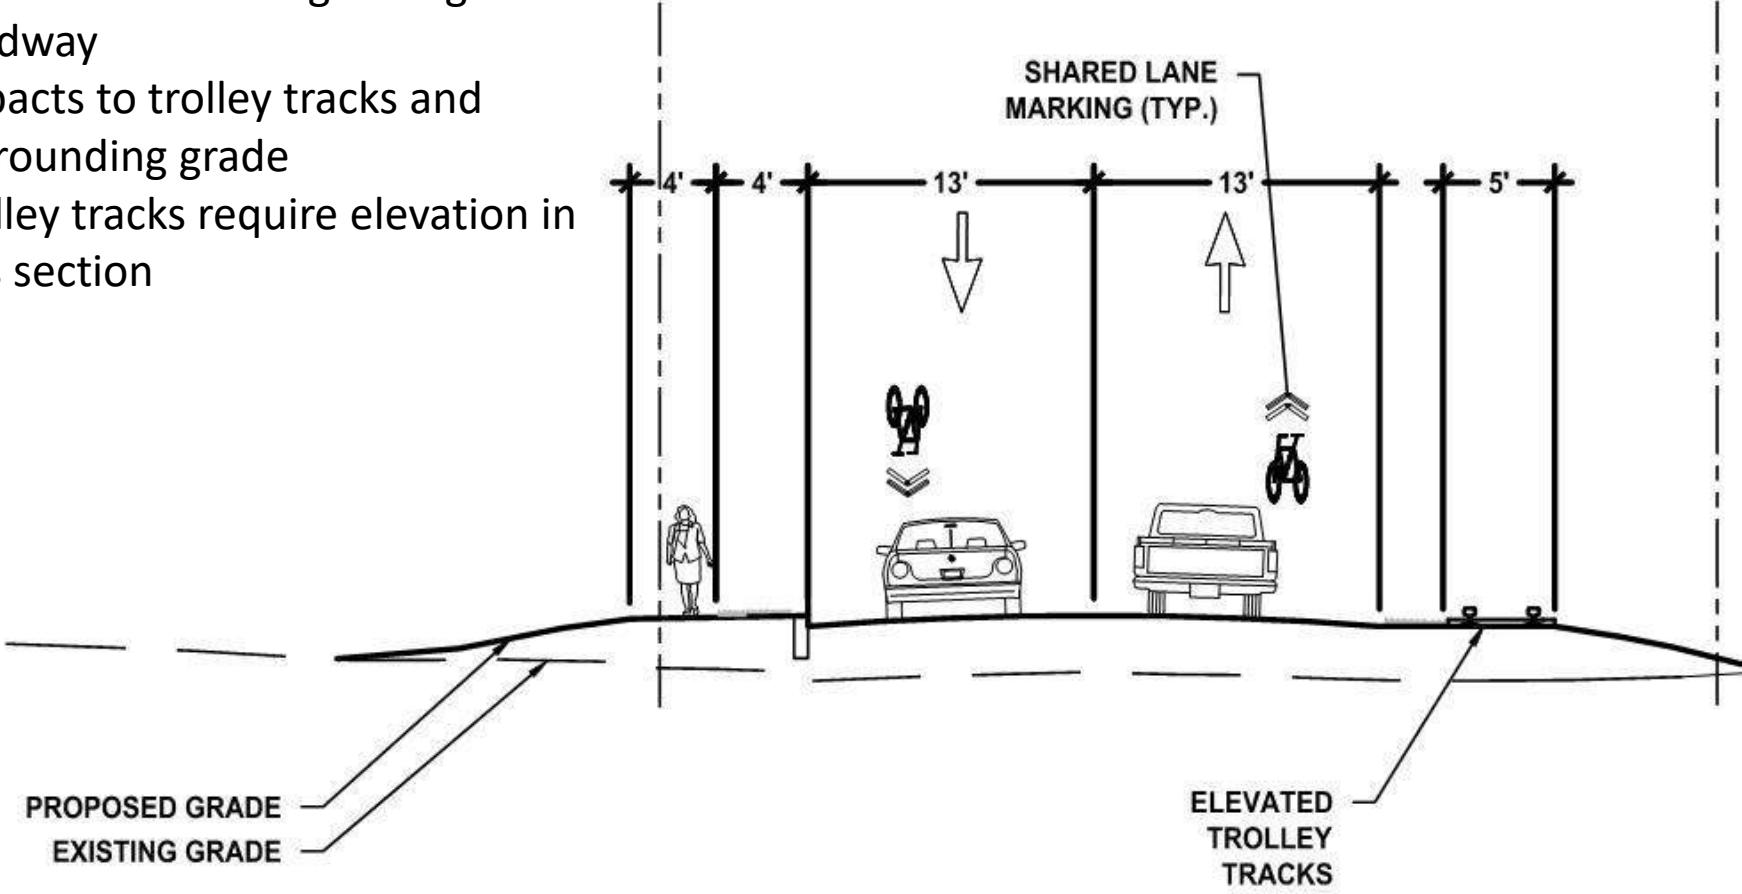 dway
pacts to trolley tracks and
rounding grade
lley tracks require elevation in
section
SHARED LANE
MARKING (TYP.)
4' 4' 13' 13' 5'
PROPOSED GRADE
EXISTING GRADE
ELEVATED
TROLLEY
TRACKS